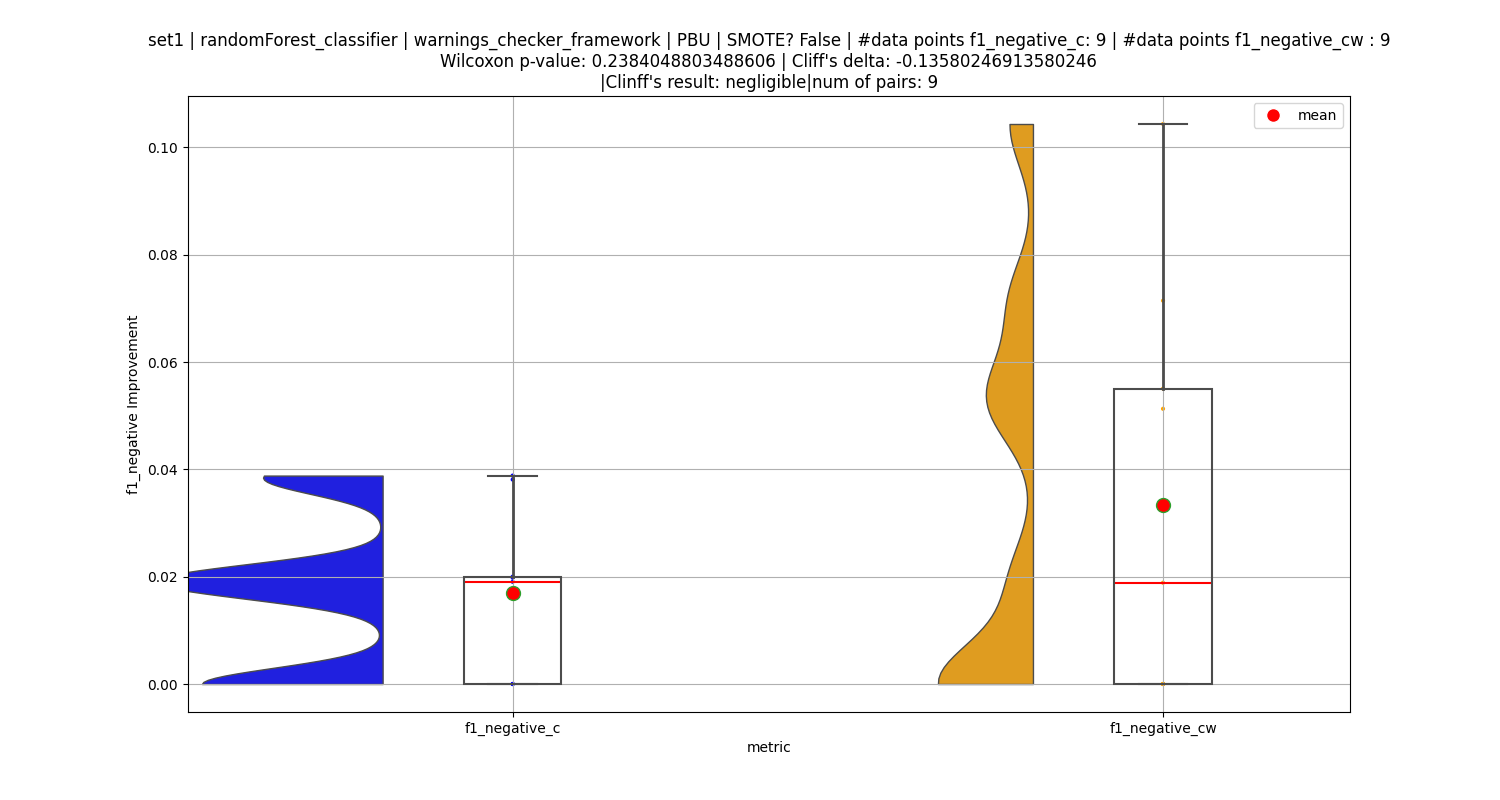 set1 | randomForest_classifier | warnings_checker_framework | PBU | SMOTE? False | #data points f1_negative_c: 9 | #data points f1_negative_cw : 9
Wilcoxon p-value: 0.2384048803488606 | Cliff's delta: -0.13580246913580246
|Clinff's result: negligible|num of pairs: 9
mean
0.10
0.08
0.06
0.04
0.02
0.00
f1_negative Improvement
f1_negative_c
f1_negative_cw
metric